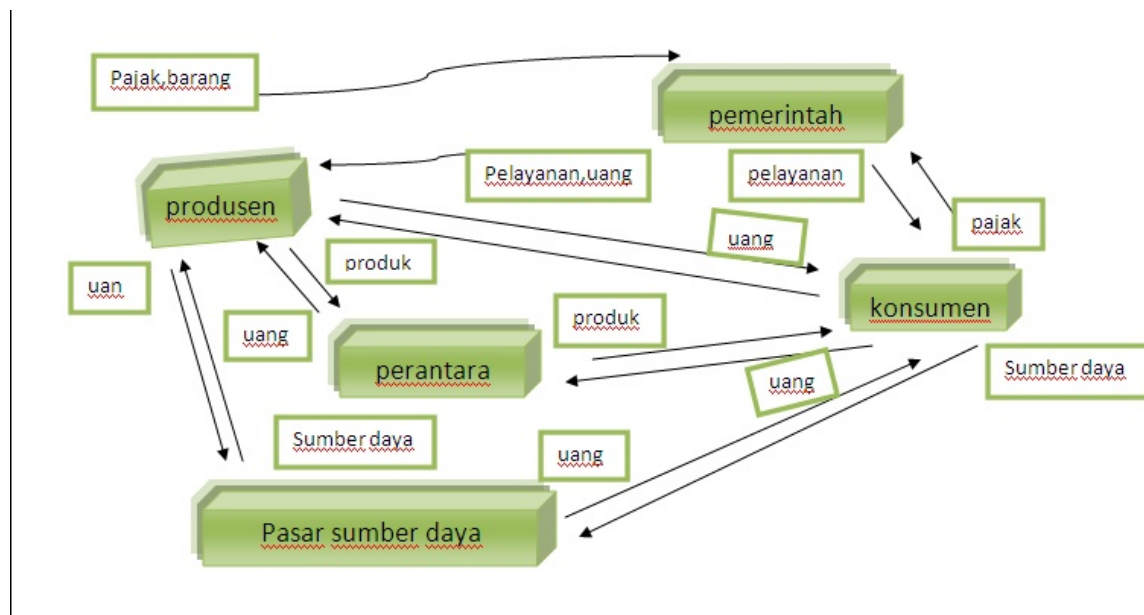 Pajak,barang
pemerintah
Pelayanan,uang
pelayanan
produsen
pajak
uang
produk
uan
konsumen
produk
uang
perantara
Sumber daya
uang
Sumber daya
uang
Pasar sumber daya